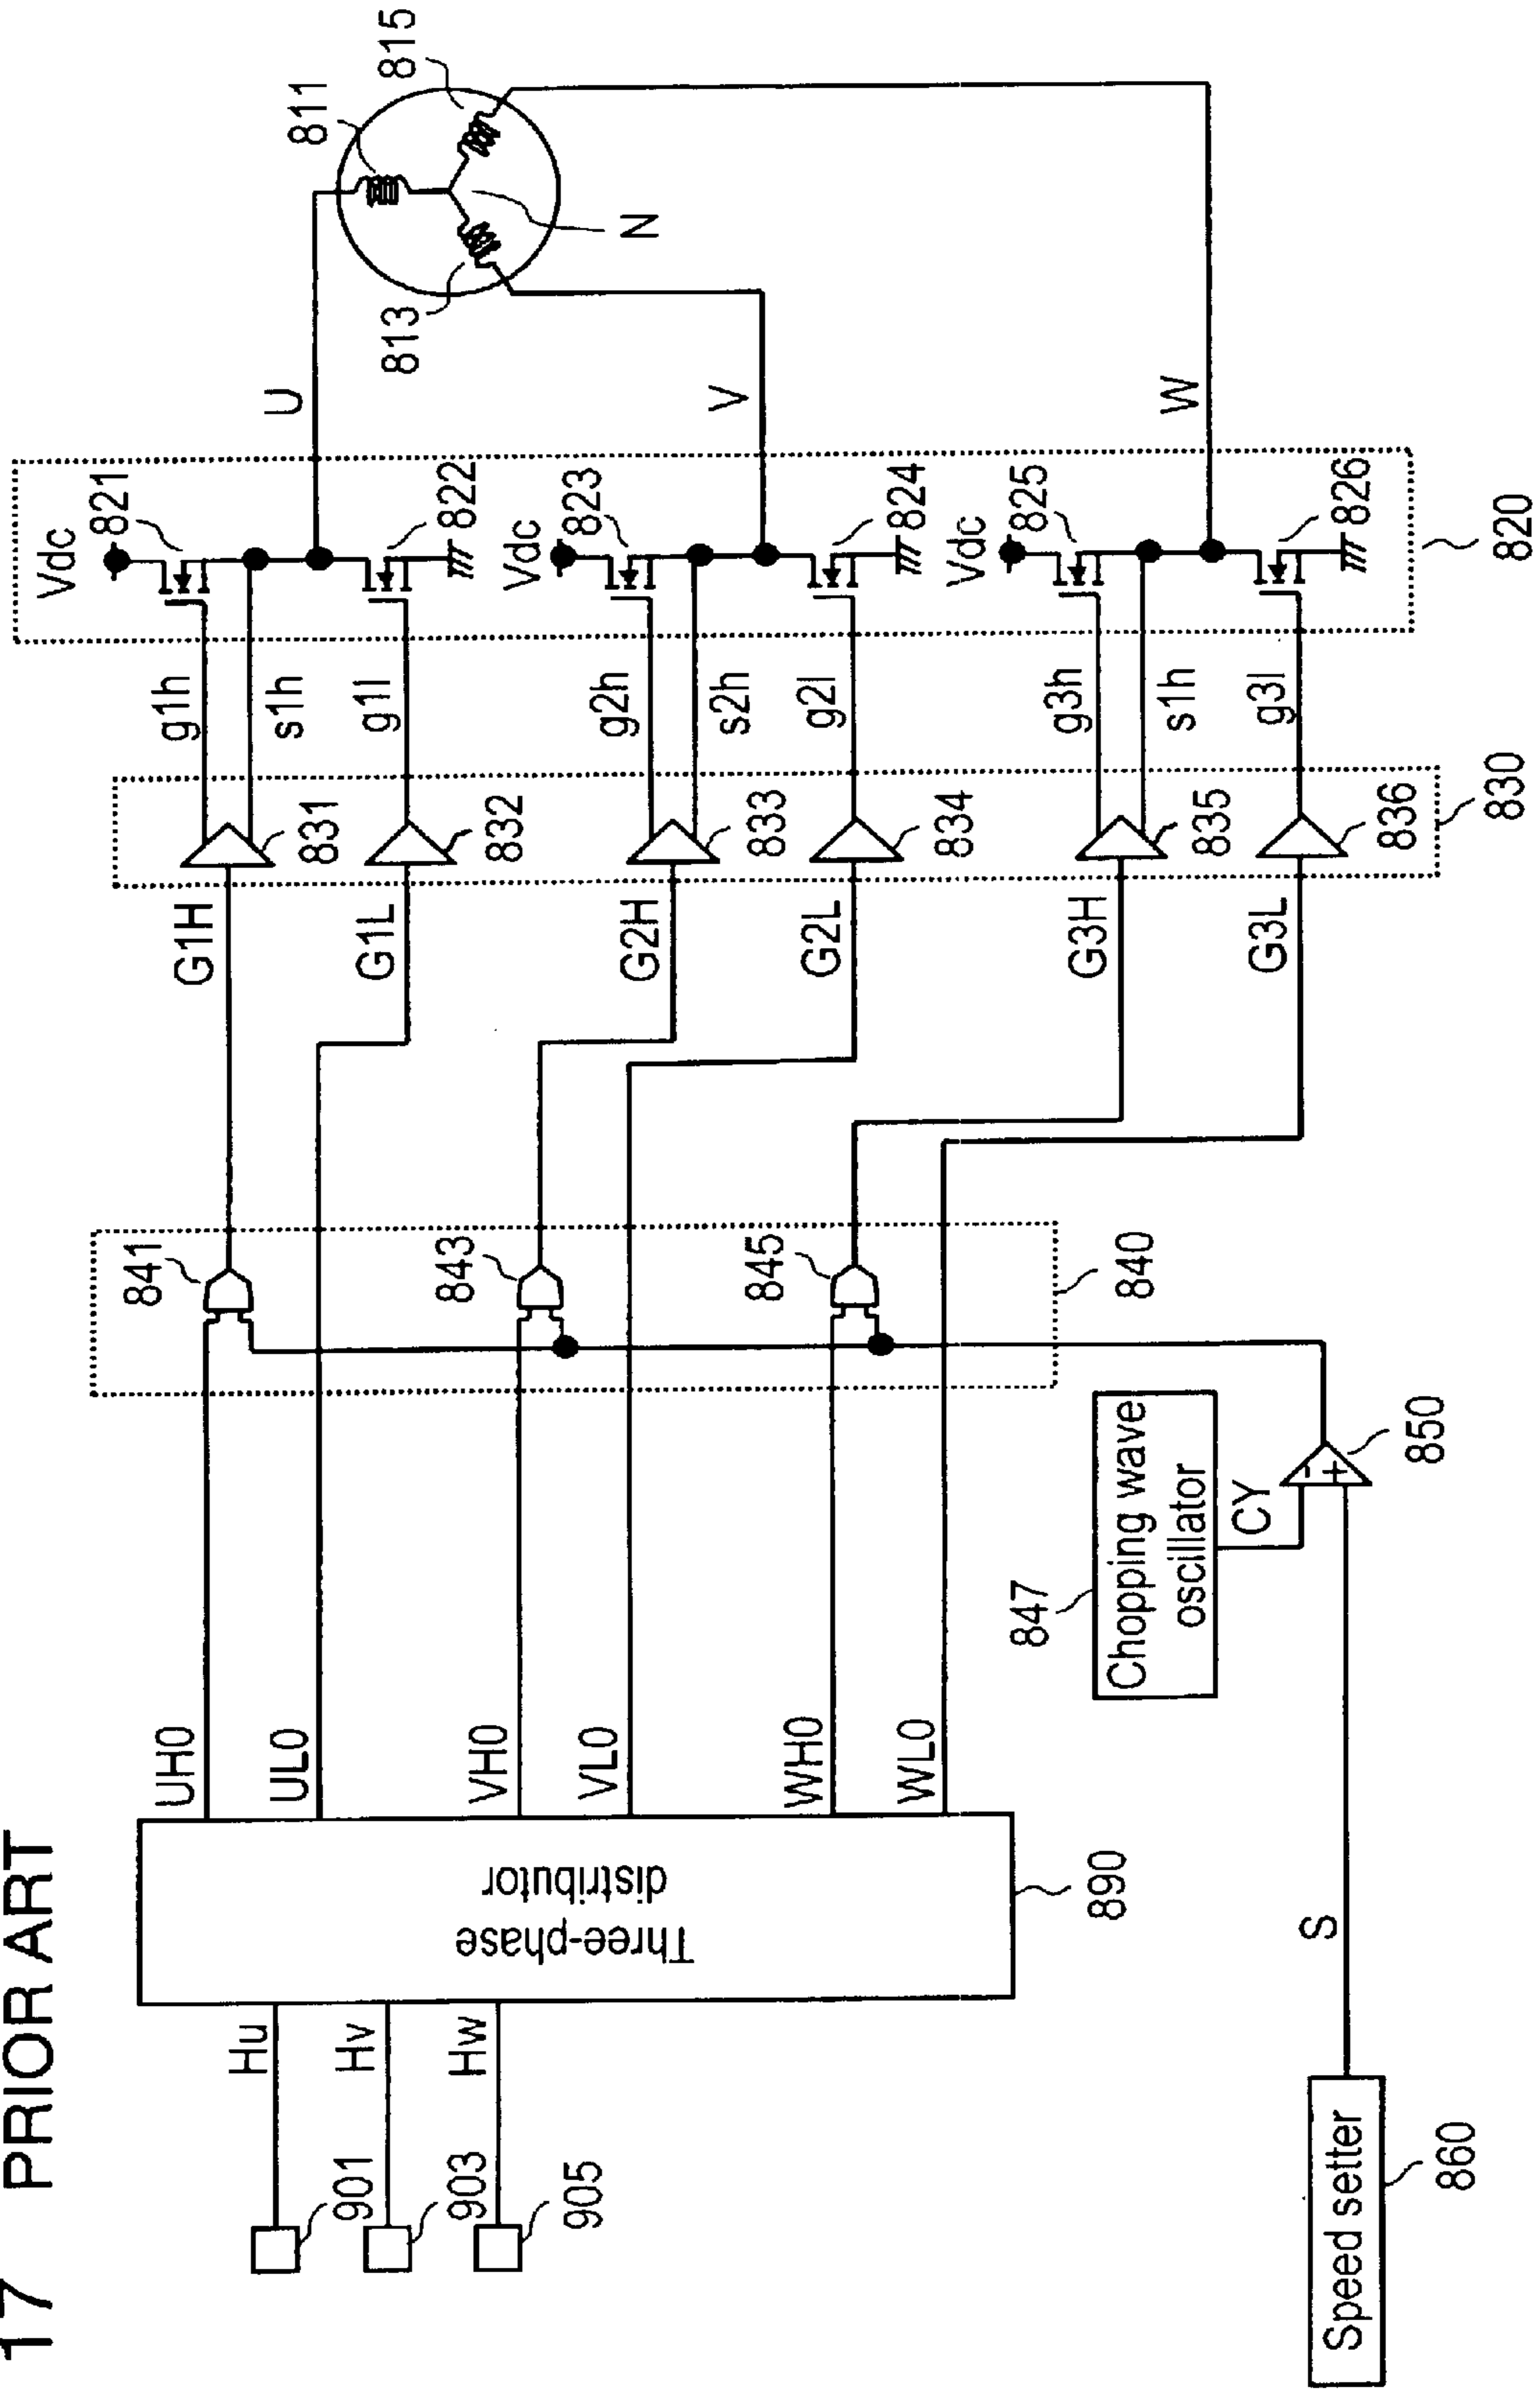 17 PRIOR ART
901
903
905
Hu
Hv
Hw
Three-phase
distributor
890
UH0
UL0
VH0
VL0
WH0
WL0
841
843
845
840
Speed setter
860
S
847
Chopping wave
oscillator
CY
-
+
850
G1H
G1L
G2H
G2L
G3H
G3L
831
832
833
834
835
836
830
g1h
s1h
g1l
g2h
s2h
g2l
g3h
s1h
g3l
Vdc
821
822
Vdc
823
824
Vdc
825
826
820
U
V
W
811
813
815
N